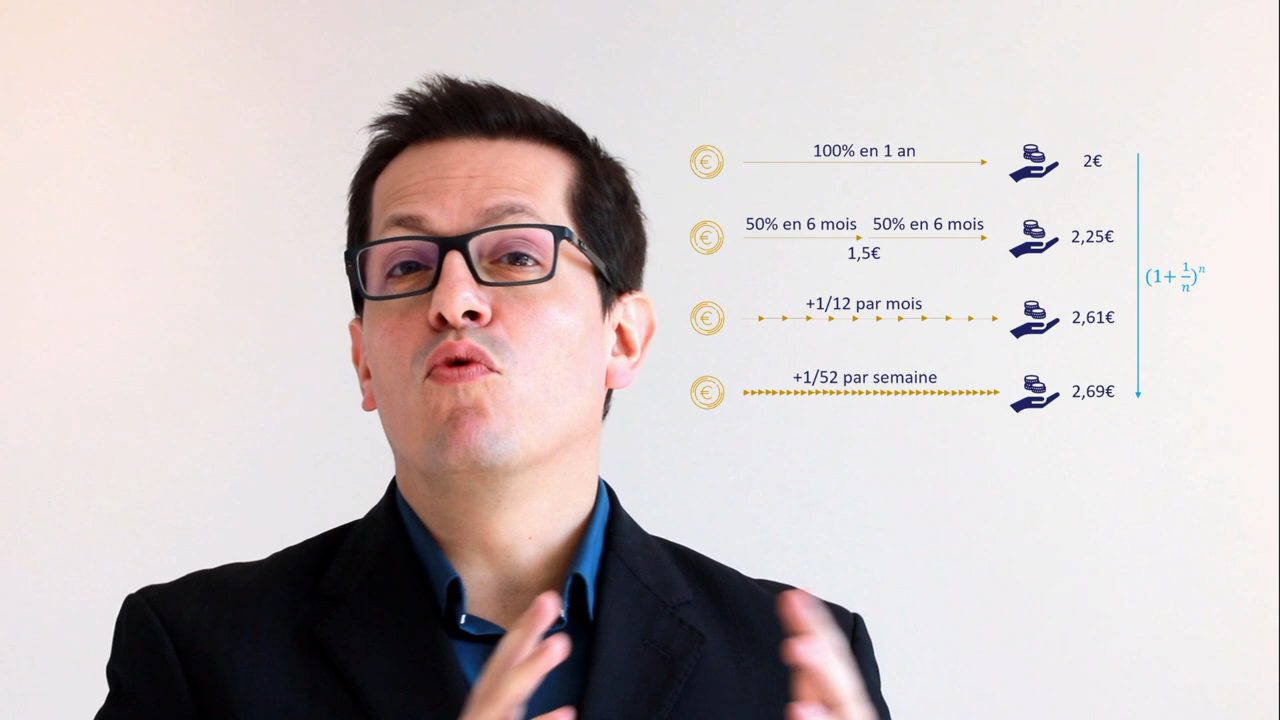 100% en 1 an
2€
50% en 6 mois 50% en 6 mois
2,25€
1,5€
(1+ 1/n)^n
+1/12 par mois
2,61€
+1/52 par semaine
2,69€